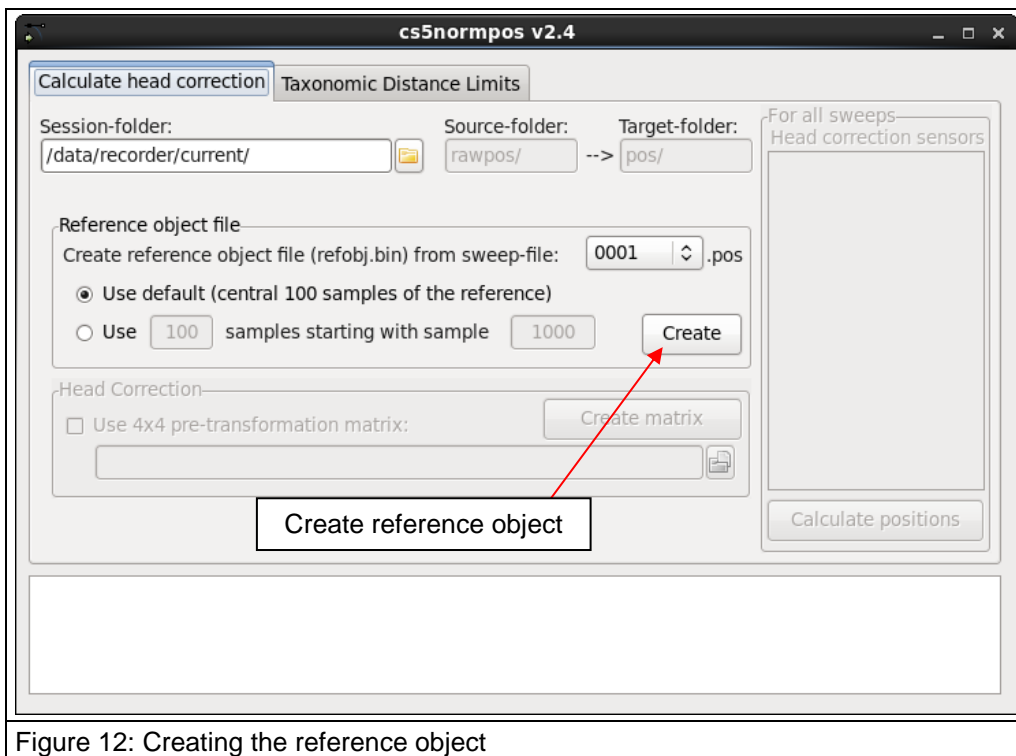 cs5normpos v2.4
Calculate head correction
Taxonomic Distance Limits
Session-folder:
Source-folder:
Target-folder:
/data/recorder/current/
rawpos/
-->
pos/
For all sweeps
Head correction sensors
Reference object file
Create reference object file (refobj.bin) from sweep-file:
0001
.pos
Use default (central 100 samples of the reference)
Use
100
samples starting with sample
1000
Create
Head Correction
Use 4x4 pre-transformation matrix:
Create matrix
Create reference object
Calculate positions
Figure 12: Creating the reference object